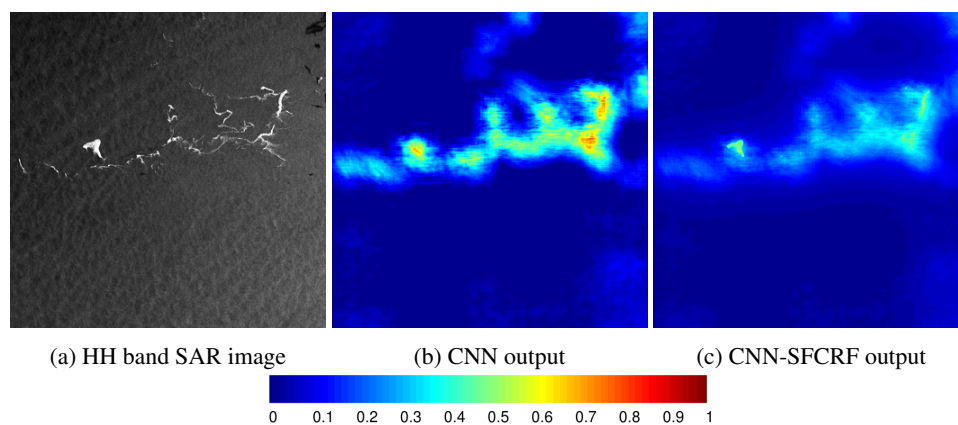 (a) HH band SAR image
(b) CNN output
(c) CNN-SFCRF output
0 0.1 0.2 0.3 0.4 0.5 0.6 0.7 0.8 0.9 1